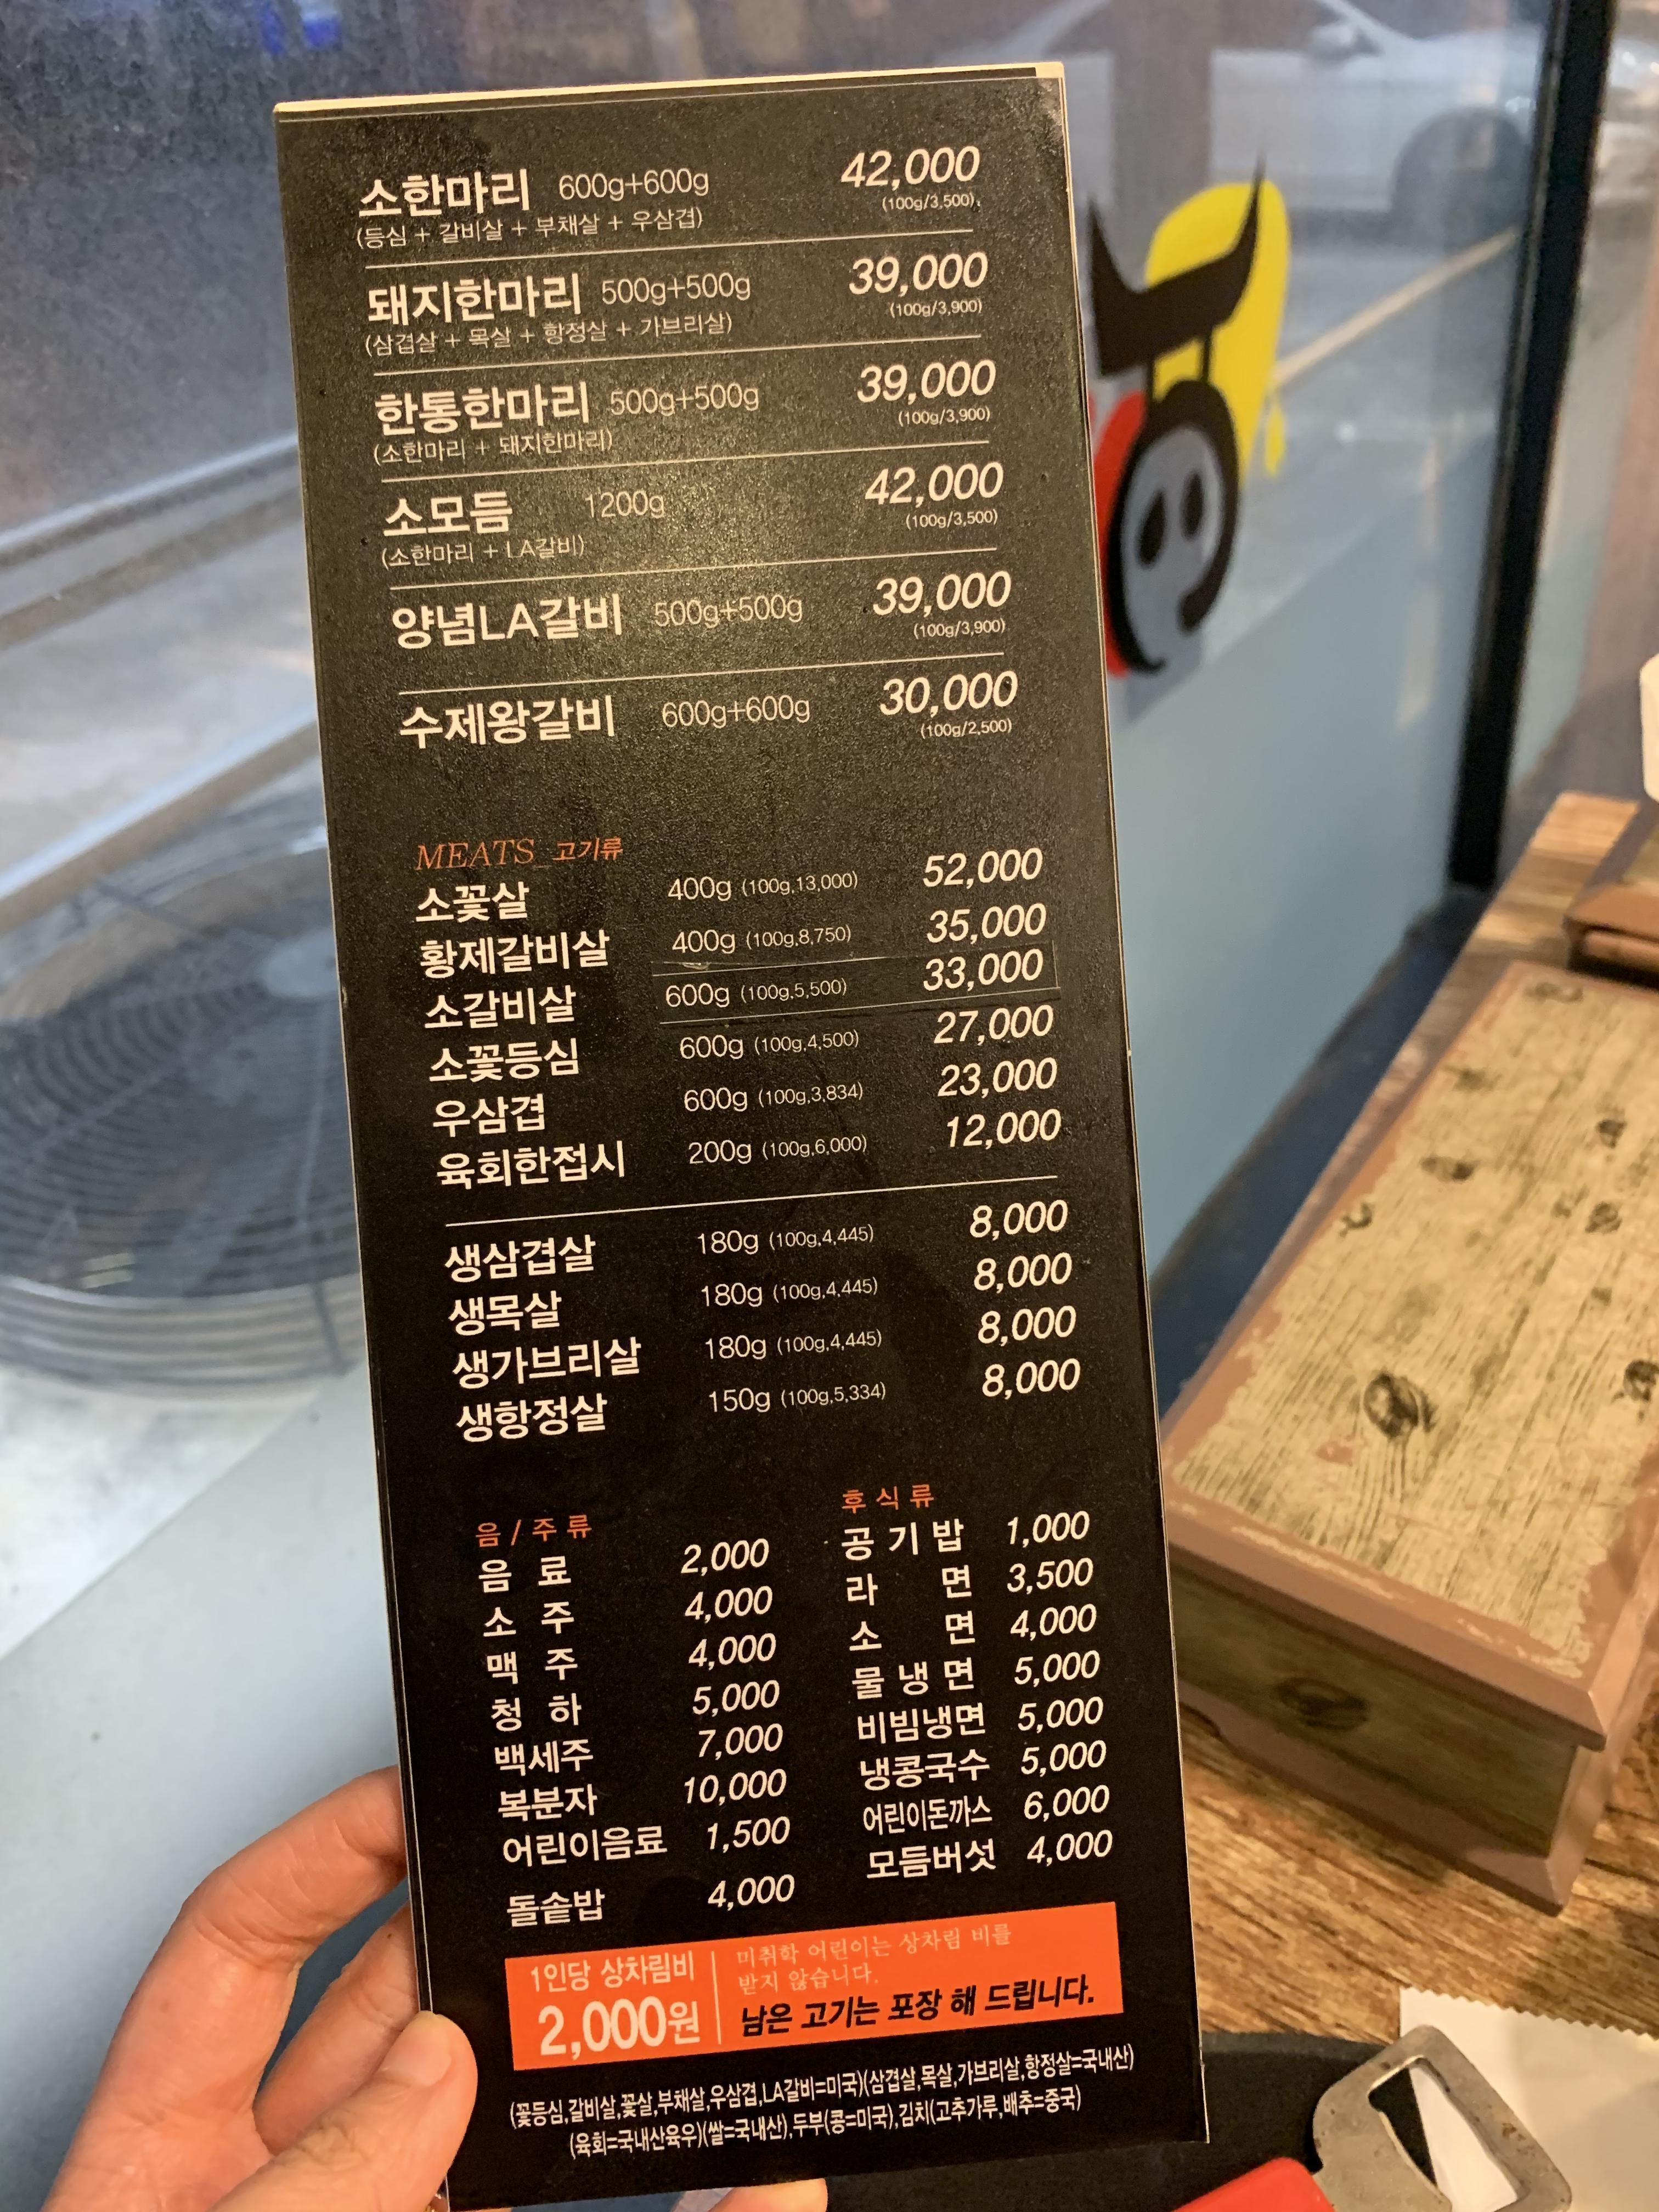 소한마리 600g+600g 42,000
(등심 + 갈비살 + 부채살 + 우삼겹) (100g/3,500)
돼지한마리 500g+500g 39,000
(삼겹살 + 목살 + 항정살 + 가브리살) (100g/3,900)
한통한마리 500g+500g 39,000
(소한마리 + 돼지한마리) (100g/3,900)
소모듬 1200g 42,000
(소한마리 + LA갈비) (100g/3,500)
양념LA갈비 500g+500g 39,000
(100g/3,900)
수제왕갈비 600g+600g 30,000
(100g/2,500)
MEATS_고기류
소꽃살 400g (100g,13,000) 52,000
황제갈비살 400g (100g,8,750) 35,000
소갈비살 600g (100g,5,500) 33,000
소꽃등심 600g (100g,4,500) 27,000
우삼겹 600g (100g,3,834) 23,000
육회한접시 200g (100g,6,000) 12,000
생삼겹살 180g (100g,4,445) 8,000
생목살 180g (100g,4,445) 8,000
생가브리살 180g (100g,4,445) 8,000
생항정살 150g (100g,5,334) 8,000
음/주류
음 료 2,000
소 주 4,000
맥 주 4,000
청 하 5,000
백세주 7,000
복분자 10,000
어린이음료 1,500
돌솥밥 4,000
후식류
공기밥 1,000
라 면 3,500
소 면 4,000
물냉면 5,000
비빔냉면 5,000
냉콩국수 5,000
어린이돈까스 6,000
모듬버섯 4,000
1인당 상차림비
2,000원
미취학 어린이는 상차림 비를
받지 않습니다.
남은 고기는 포장 해 드립니다.
(꽃등심,갈비살,꽃살,부채살,우삼겹,LA갈비=미국)(삼겹살,목살,가브리살,항정살=국내산)
(육회=국내산육우)(쌀=국내산),두부(콩=미국),김치(고추가루,배추=중국)